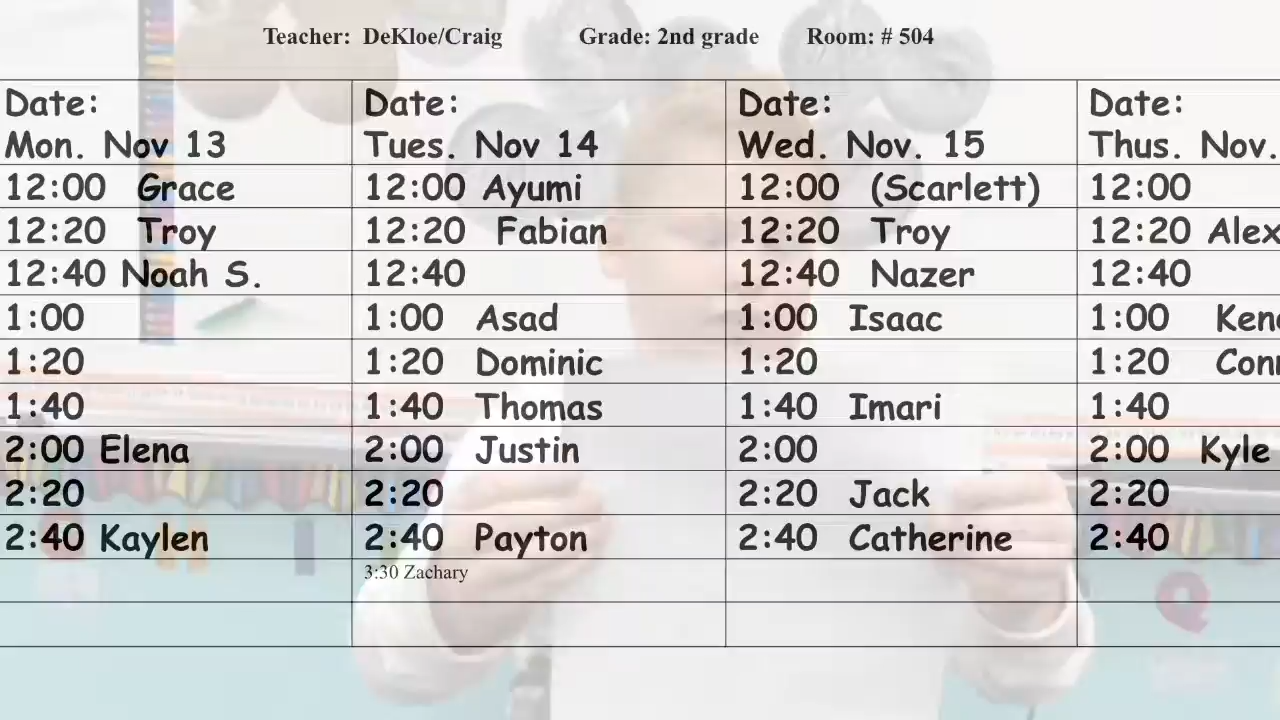 Teacher: DeKloe/Craig Grade: 2nd grade Room: # 504
Date: Date: Date: Date:
Mon. Nov 13 Tues. Nov 14 Wed. Nov. 15 Thus. Nov.
12:00 Grace 12:00 Ayumi 12:00 (Scarlett) 12:00
12:20 Troy 12:20 Fabian 12:20 Troy 12:20 Alex
12:40 Noah S. 12:40 12:40 Nazer 12:40
1:00 1:00 Asad 1:00 Isaac 1:00
1:20 1:20 Dominic 1:20 1:20
1:40 1:40 Thomas 1:40 Imari 1:40
2:00 Elena 2:00 Justin 2:00 2:00 Kyle
2:20 2:20 2:20 Jack 2:20
2:40 Kaylen 2:40 Payton 2:40 Catherine 2:40
3:30 Zachary